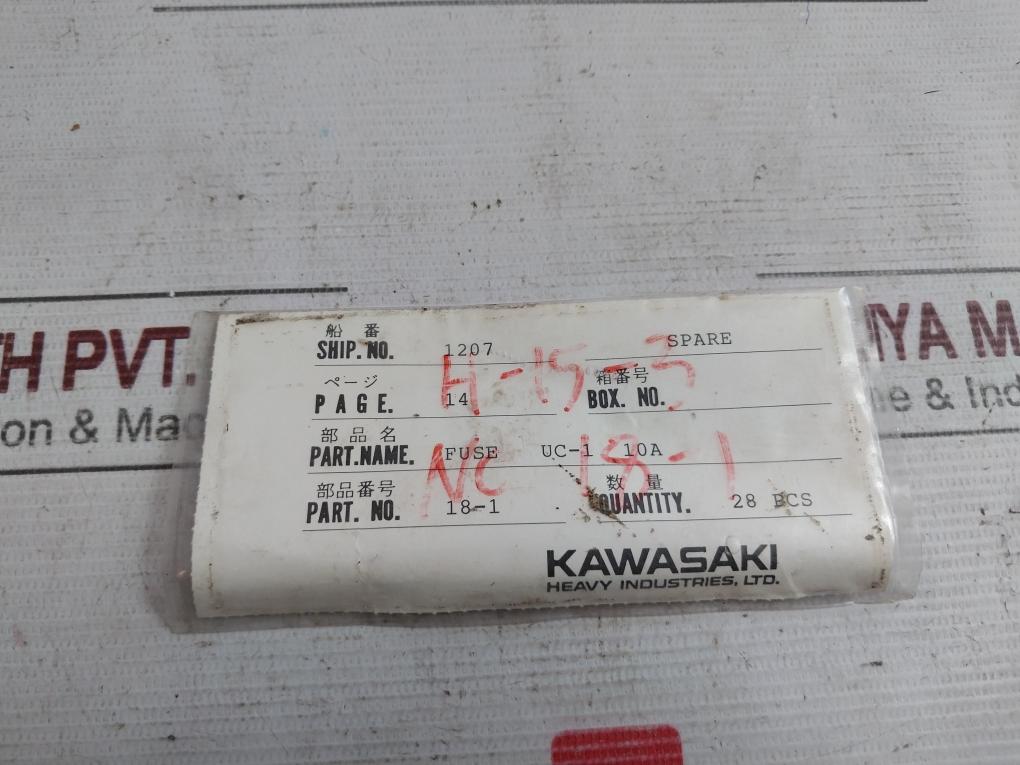 船番
SHIP. NO. 1207 SPARE
ページ 箱番号
PAGE. 14 BOX. NO.
H-15-3
部品名
PART.NAME. FUSE UC-1 10A
NC 18-1
部品番号 数量
PART. NO. 18-1 QUANTITY. 28 PCS
KAWASAKI
HEAVY INDUSTRIES, LTD.
PVT.
on &
& Ind